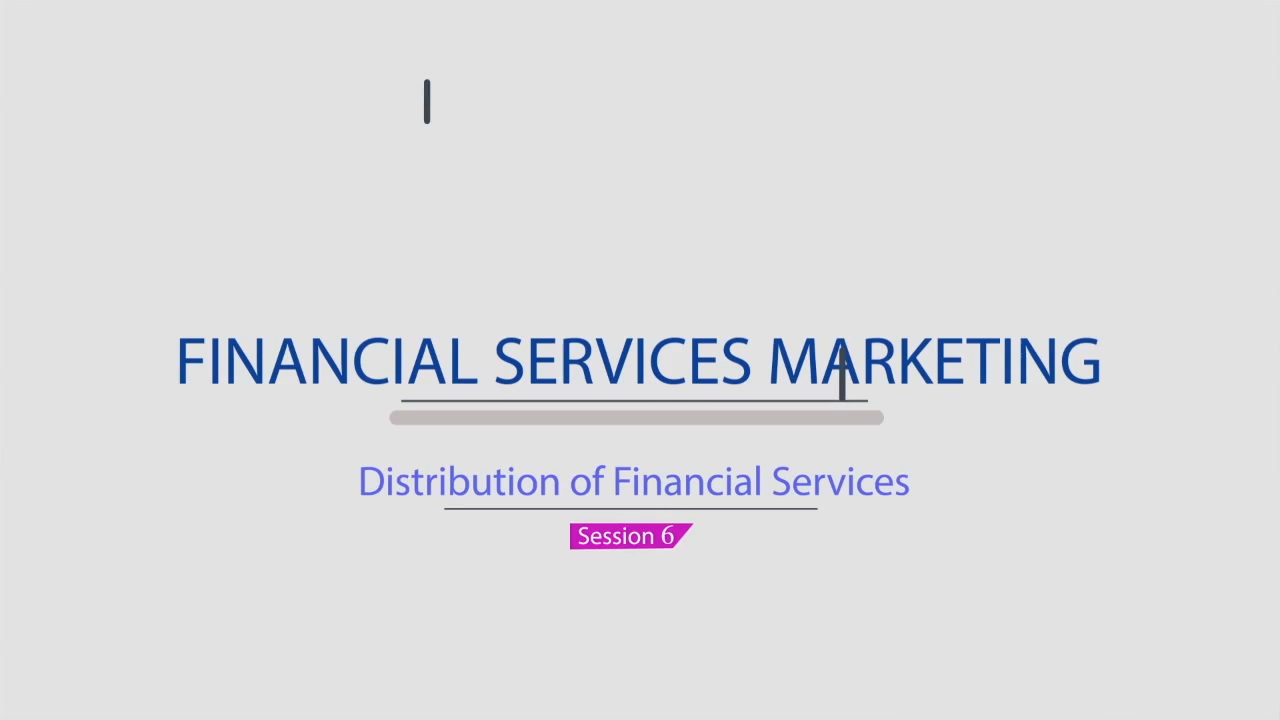 FINANCIAL SERVICES MARKETING
Distribution of Financial Services
Session 6